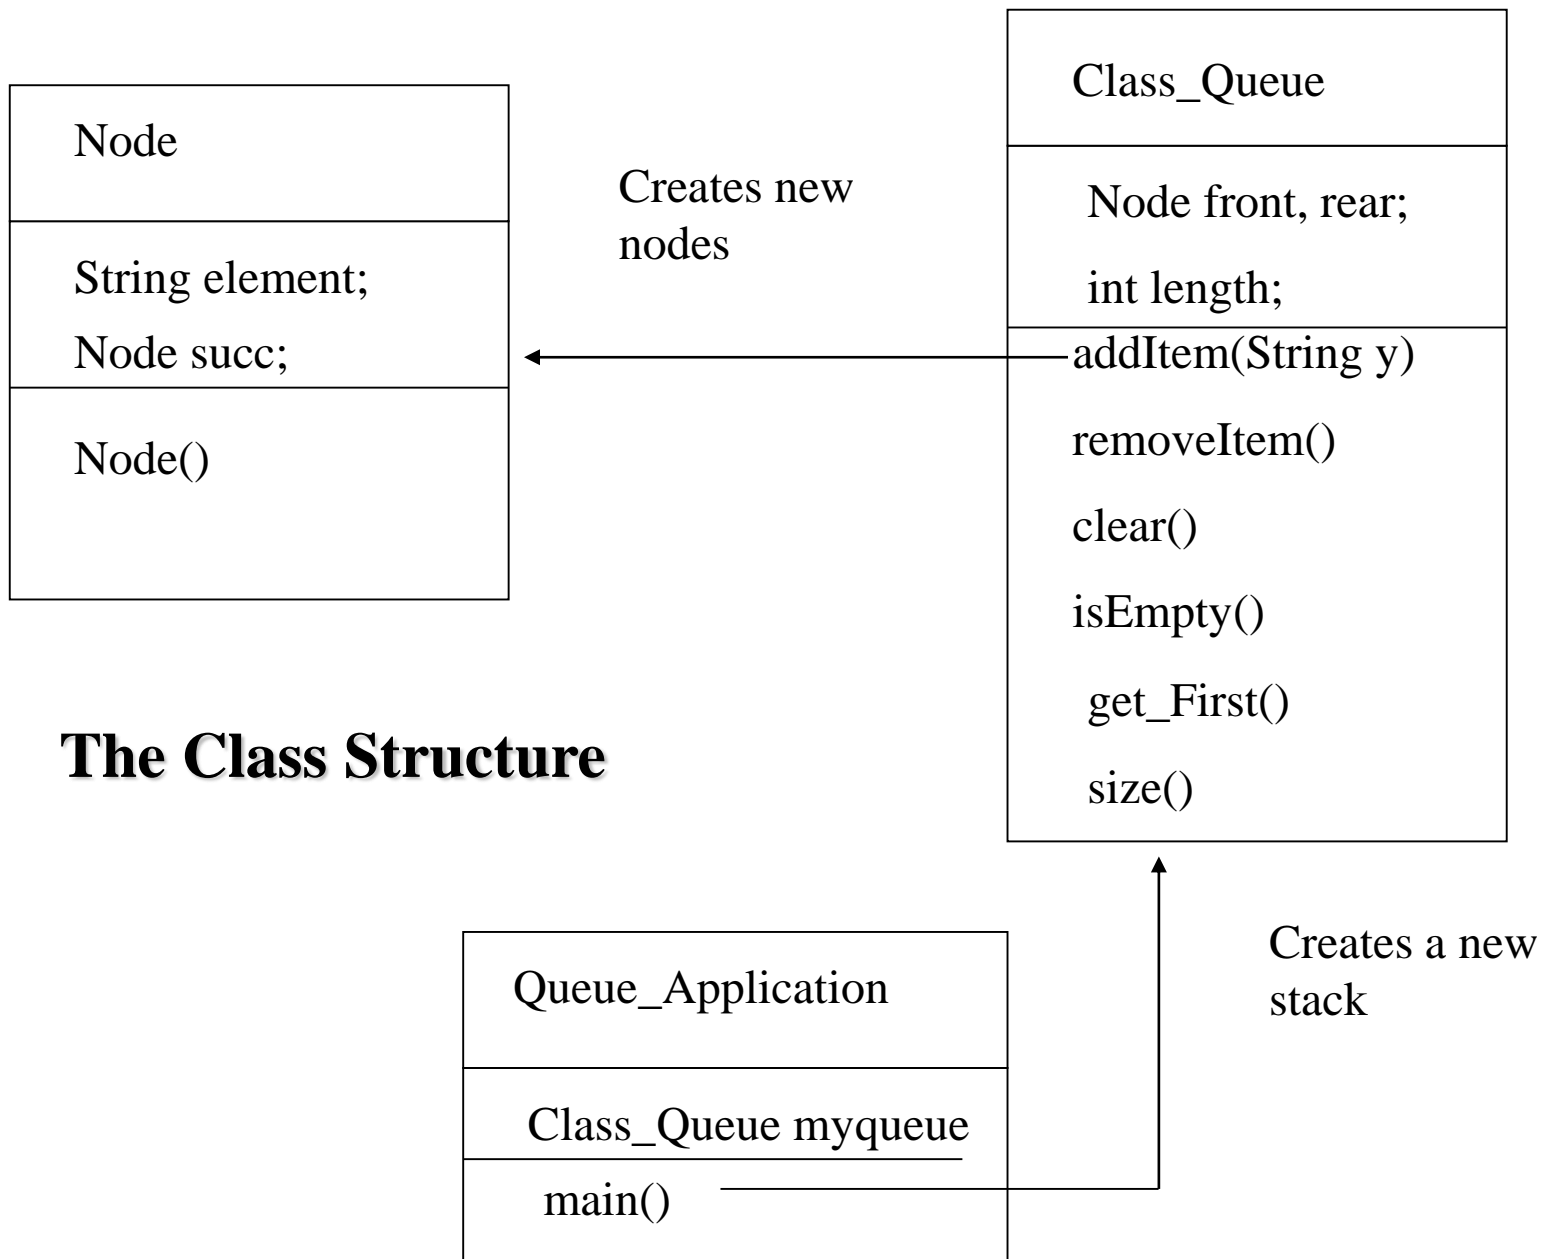 Node
String element;
Node succ;
Node()
Creates new
nodes
Class_Queue
Node front, rear;
int length;
addItem(String y)
removeItem()
clear()
isEmpty()
get_First()
size()
The Class Structure
Queue_Application
Class_Queue myqueue
main()
Creates a new
stack